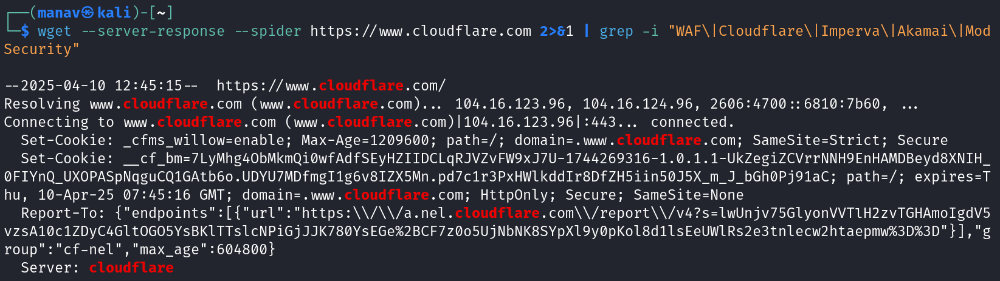 ┌──(manav㉿kali)-[~]
└─$ wget --server-response --spider https://www.cloudflare.com 2>&1 | grep -i "WAF\|Cloudflare\|Imperva\|Akamai\|Mod
Security"
--2025-04-10 12:45:15--  https://www.cloudflare.com/
Resolving www.cloudflare.com (www.cloudflare.com)... 104.16.123.96, 104.16.124.96, 2606:4700::6810:7b60, ...
Connecting to www.cloudflare.com (www.cloudflare.com)|104.16.123.96|:443... connected.
  Set-Cookie: _cfms_willow=enable; Max-Age=1209600; path=/; domain=.www.cloudflare.com; SameSite=Strict; Secure
  Set-Cookie: __cf_bm=7LyMhg4ObMkmQi0wfAdfSEyHZIIDCLqRJVZvFW9xJ7U-1744269316-1.0.1.1-UkZegiZCVrrNNH9EnHAMDBeyd8XNIH_
0FIYnQ_UXOPASpNqguCQ1GAtb6o.UDYU7MDfmgI1g6v8IZX5Mn.pd7c1r3PxHWlkddIr8DfZH5iin50J5X_m_J_bGh0Pj91aC; path=/; expires=T
hu, 10-Apr-25 07:45:16 GMT; domain=.www.cloudflare.com; HttpOnly; Secure; SameSite=None
  Report-To: {"endpoints":[{"url":"https:\\/\\/a.nel.cloudflare.com\\/report\\/v4?s=lwUnjv75GlyonVVTlH2zvTGHAmoIgdV5
vzsA10c1ZDyC4GltOGO5YsBKlTTslcNPiGjJJK780YsEGe%2BCF7z0o5UjNbNK8SYpXl9y0pKol8d1lsEeUWlRs2e3tnlecw2htaepmw%3D%3D"}],"g
roup":"cf-nel","max_age":604800}
  Server: cloudflare